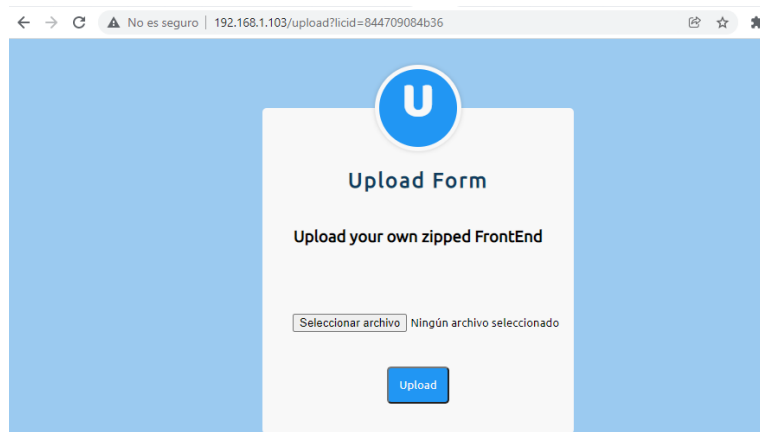 No es seguro | 192.168.1.103/upload?licid=844709084b36
U
Upload Form
Upload your own zipped FrontEnd
Seleccionar archivo Ningún archivo seleccionado
Upload